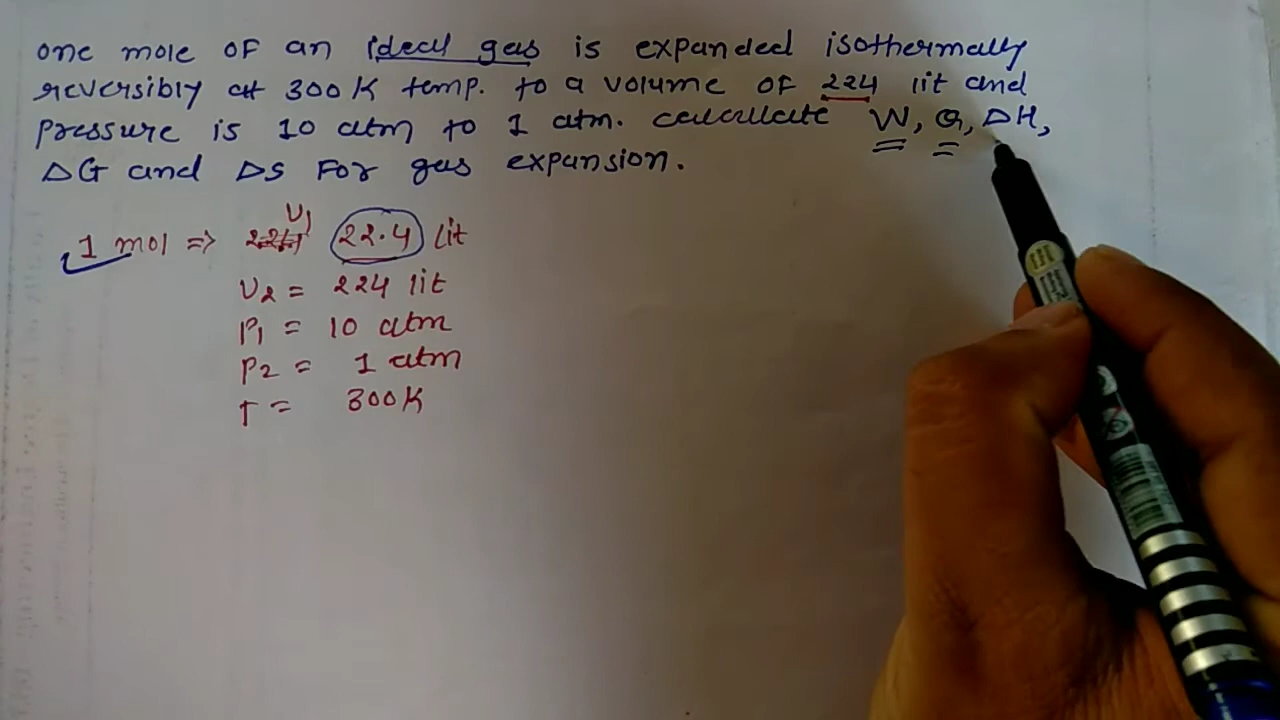 one mole of an ideal gas is expanded isothermally
reversibly at 300K temp. to a volume of 224 lit and
pressure is 10 atm to 1 atm. calculate W, Q, ΔH,
ΔG and ΔS For gas expansion.
V1
1 mol => 22.4 lit
V2 = 224 lit
P1 = 10 atm
P2 = 1 atm
T = 300K